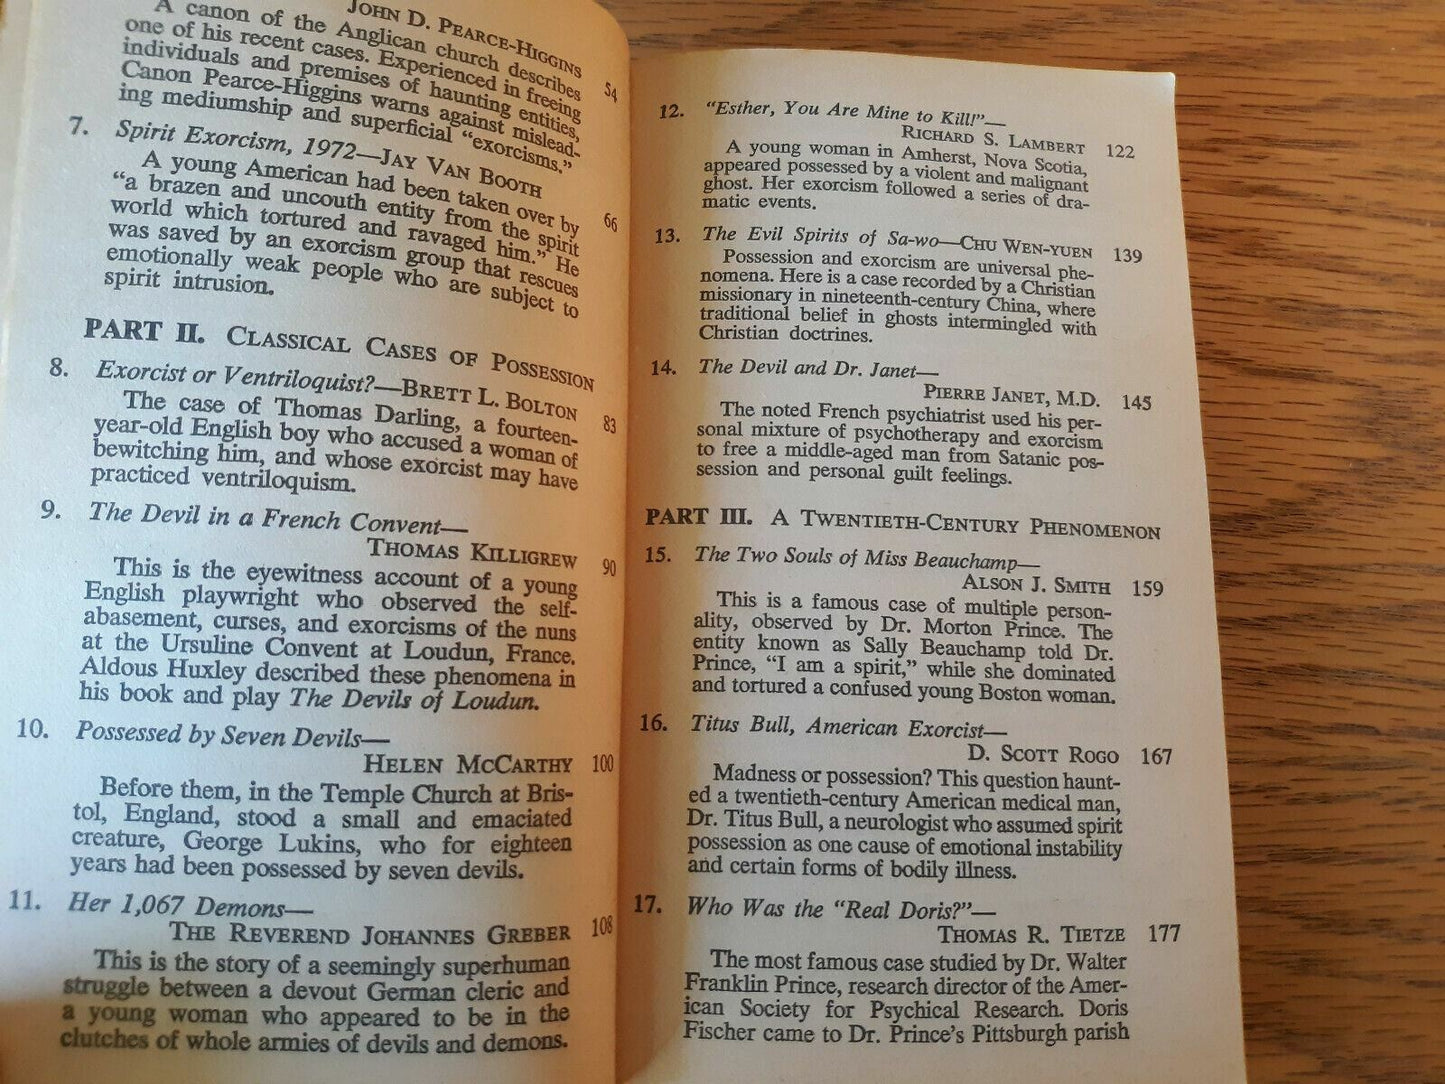 JOHN D. PEARCE-HIGGINS 54
A canon of the Anglican church describes
one of his recent cases. Experienced in freeing
individuals and premises of haunting entities,
Canon Pearce-Higgins warns against mislead-
ing mediumship and superficial “exorcisms.”
7. Spirit Exorcism, 1972—JAY VAN BOOTH 66
A young American had been taken over by
“a brazen and uncouth entity from the spirit
world which tortured and ravaged him.” He
was saved by an exorcism group that rescues
emotionally weak people who are subject to
spirit intrusion.
PART II. CLASSICAL CASES OF POSSESSION
8. Exorcist or Ventriloquist?—BRETT L. BOLTON 83
The case of Thomas Darling, a fourteen-
year-old English boy who accused a woman of
bewitching him, and whose exorcist may have
practiced ventriloquism.
9. The Devil in a French Convent—
THOMAS KILLIGREW 90
This is the eyewitness account of a young
English playwright who observed the self-
abasement, curses, and exorcisms of the nuns
at the Ursuline Convent at Loudun, France.
Aldous Huxley described these phenomena in
his book and play The Devils of Loudun.
10. Possessed by Seven Devils—
HELEN MCCARTHY 100
Before them, in the Temple Church at Bris-
tol, England, stood a small and emaciated
creature, George Lukins, who for eighteen
years had been possessed by seven devils.
11. Her 1,067 Demons—
THE REVEREND JOHANNES GREBER 108
This is the story of a seemingly superhuman
struggle between a devout German cleric and
a young woman who appeared to be in the
clutches of whole armies of devils and demons.
12. “Esther, You Are Mine to Kill!”—
RICHARD S. LAMBERT 122
A young woman in Amherst, Nova Scotia,
appeared possessed by a violent and malignant
ghost. Her exorcism followed a series of dra-
matic events.
13. The Evil Spirits of Sa-wo—CHU WEN-YUEN 139
Possession and exorcism are universal phe-
nomena. Here is a case recorded by a Christian
missionary in nineteenth-century China, where
traditional belief in ghosts intermingled with
Christian doctrines.
14. The Devil and Dr. Janet—
PIERRE JANET, M.D. 145
The noted French psychiatrist used his per-
sonal mixture of psychotherapy and exorcism
to free a middle-aged man from Satanic pos-
session and personal guilt feelings.
PART III. A TWENTIETH-CENTURY PHENOMENON
15. The Two Souls of Miss Beauchamp—
ALSON J. SMITH 159
This is a famous case of multiple person-
ality, observed by Dr. Morton Prince. The
entity known as Sally Beauchamp told Dr.
Prince, “I am a spirit,” while she dominated
and tortured a confused young Boston woman.
16. Titus Bull, American Exorcist—
D. SCOTT ROGO 167
Madness or possession? This question haunt-
ed a twentieth-century American medical man,
Dr. Titus Bull, a neurologist who assumed spirit
possession as one cause of emotional instability
and certain forms of bodily illness.
17. Who Was the “Real Doris?”—
THOMAS R. TIETZE 177
The most famous case studied by Dr. Walter
Franklin Prince, research director of the Amer-
ican Society for Psychical Research. Doris
Fischer came to Dr. Prince’s Pittsburgh parish